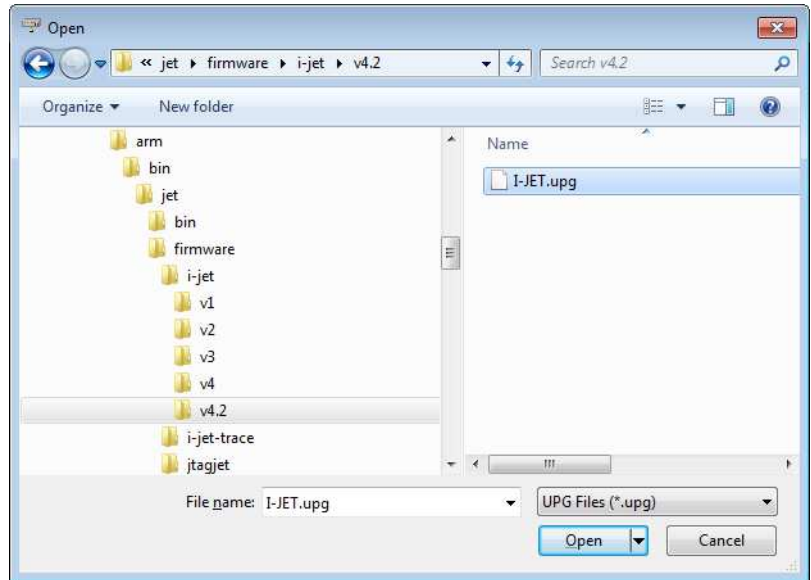 Open
« jet ▸ firmware ▸ i-jet ▸ v4.2
Search v4.2
Organize
New folder
arm
bin
jet
bin
firmware
i-jet
v1
v2
v3
v4
v4.2
i-jet-trace
jtagjet
Name
I-JET.upg
File name: I-JET.upg
UPG Files (*.upg)
Open
Cancel